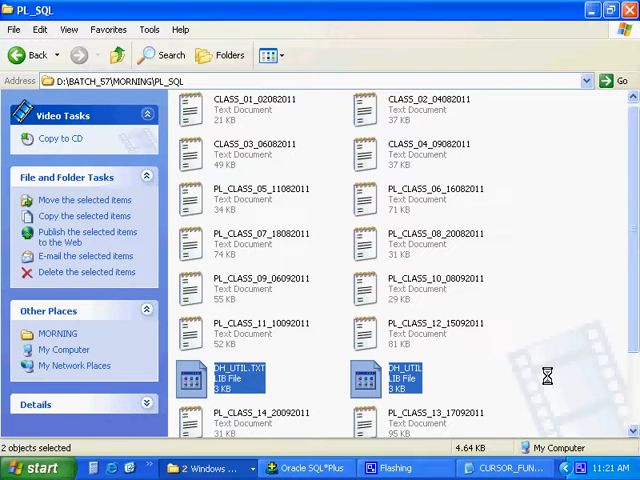 PL_SQL
File Edit View Favorites Tools Help
Back Search Folders
Address D:\BATCH_57\MORNING\PL_SQL Go
Video Tasks
Copy to CD
File and Folder Tasks
Move the selected items
Copy the selected items
Publish the selected items
to the Web
E-mail the selected items
Delete the selected items
Other Places
MORNING
My Computer
My Network Places
Details
CLASS_01_02082011
Text Document
21 KB
CLASS_02_04082011
Text Document
37 KB
CLASS_03_06082011
Text Document
49 KB
CLASS_04_09082011
Text Document
37 KB
PL_CLASS_05_11082011
Text Document
34 KB
PL_CLASS_06_16082011
Text Document
71 KB
PL_CLASS_07_18082011
Text Document
74 KB
PL_CLASS_08_20082011
Text Document
31 KB
PL_CLASS_09_06092011
Text Document
55 KB
PL_CLASS_10_08092011
Text Document
29 KB
PL_CLASS_11_10092011
Text Document
52 KB
PL_CLASS_12_15092011
Text Document
81 KB
DH_UTIL.TXT
LIB File
3 KB
DH_UTIL
LIB File
3 KB
PL_CLASS_14_20092011
Text Document
31 KB
PL_CLASS_13_17092011
Text Document
95 KB
2 objects selected 4.64 KB My Computer
start 2 Windows ... Oracle SQL*Plus Flashing CURSOR_FUN... 11:21 AM